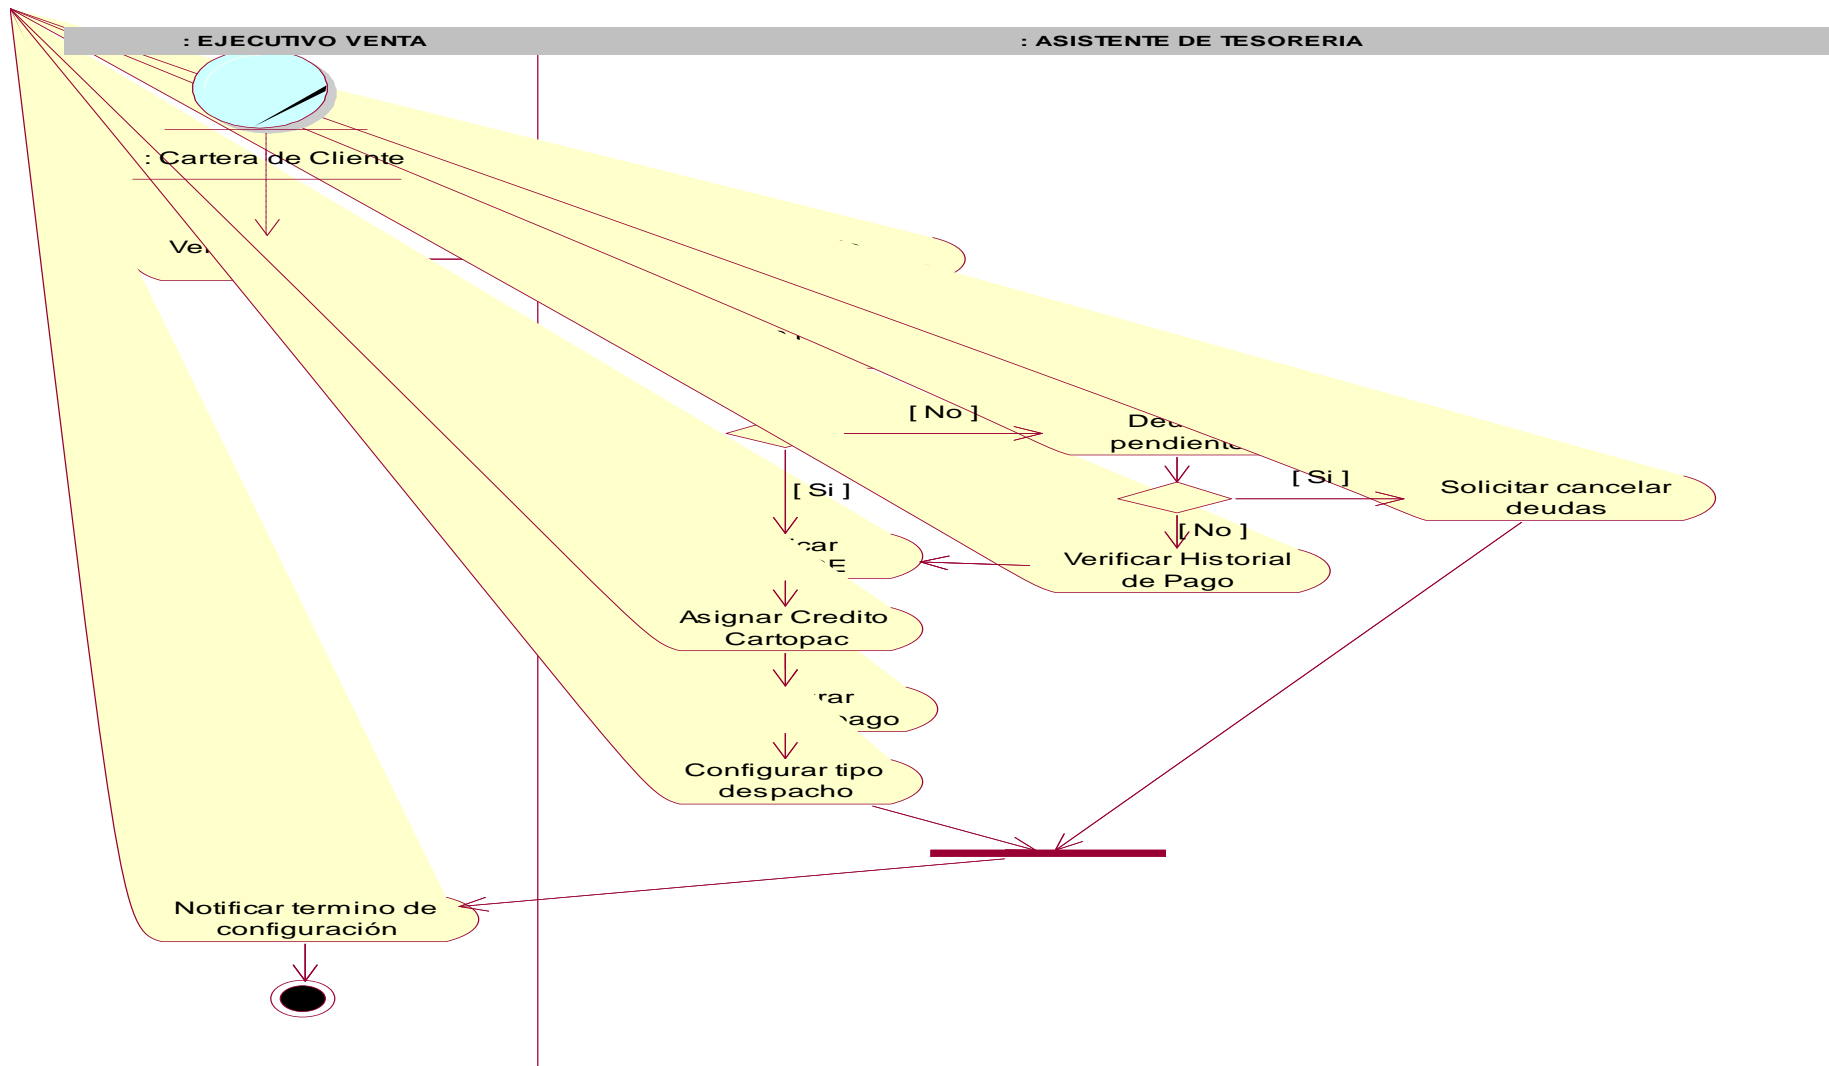 : EJECUTIVO VENTA
: ASISTENTE DE TESORERIA
: Cartera de Cliente
[ No ]
pendiente
[ Si ]
[ Si ]
Solicitar cancelar
deudas
[ No ]
Verificar Historial
de Pago
Asignar Credito
Cartopac
Configurar tipo
despacho
Notificar termino de
configuración